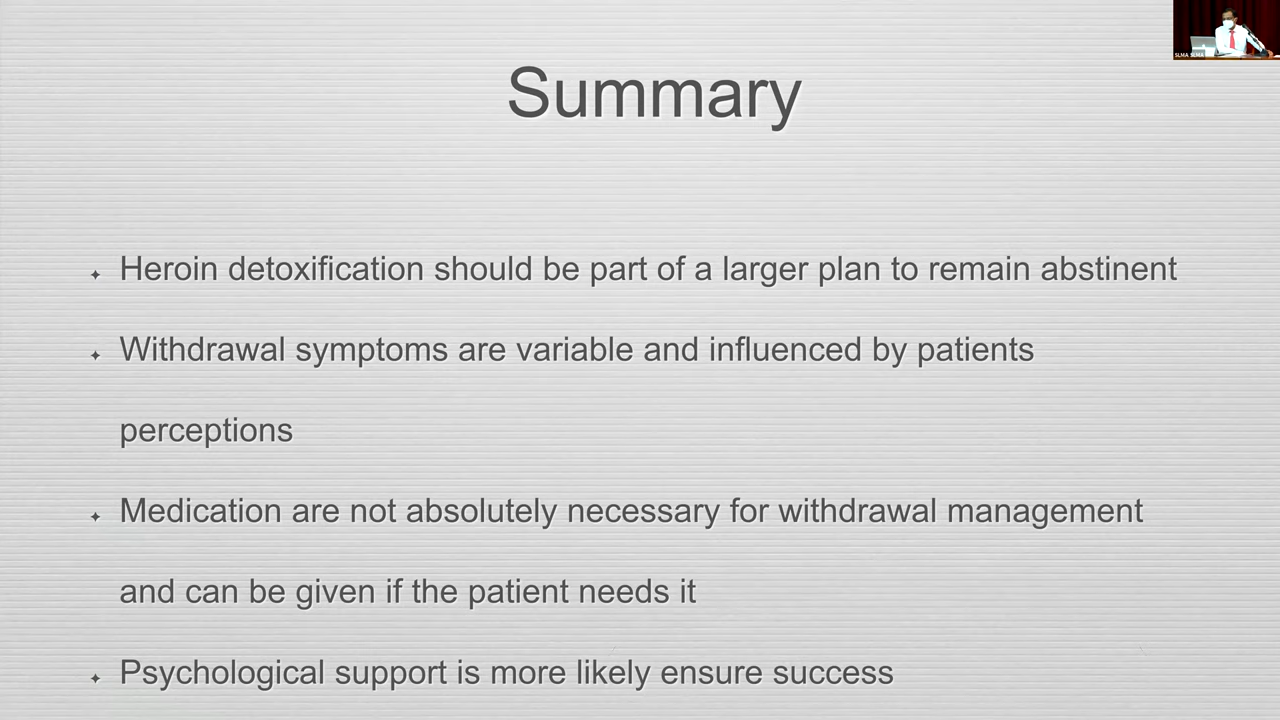 SLMA SLMA
Summary
Heroin detoxification should be part of a larger plan to remain abstinent
Withdrawal symptoms are variable and influenced by patients
perceptions
Medication are not absolutely necessary for withdrawal management
and can be given if the patient needs it
Psychological support is more likely ensure success